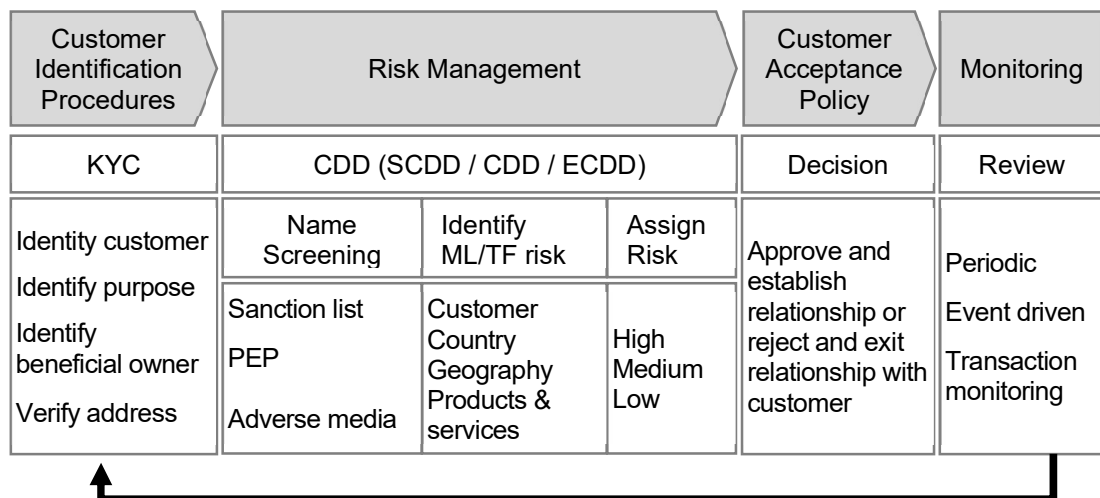 Customer
Identification
Procedures
Risk Management
Customer
Acceptance
Policy
Monitoring
KYC
CDD (SCDD / CDD / ECDD)
Decision
Review
Identity customer
Identify purpose
Identify
beneficial owner
Verify address
Name
Screening
Identify
ML/TF risk
Assign
Risk
Sanction list
PEP
Adverse media
Customer
Country
Geography
Products &
services
High
Medium
Low
Approve and
establish
relationship or
reject and exit
relationship with
customer
Periodic
Event driven
Transaction
monitoring